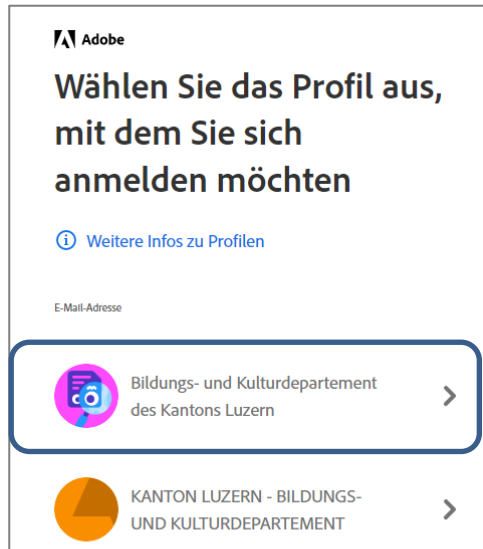 Adobe
Wählen Sie das Profil aus,
mit dem Sie sich
anmelden möchten
Weitere Infos zu Profilen
E-Mail-Adresse
Bildungs- und Kulturdepartement
des Kantons Luzern
KANTON LUZERN - BILDUNGS-
UND KULTURDEPARTEMENT